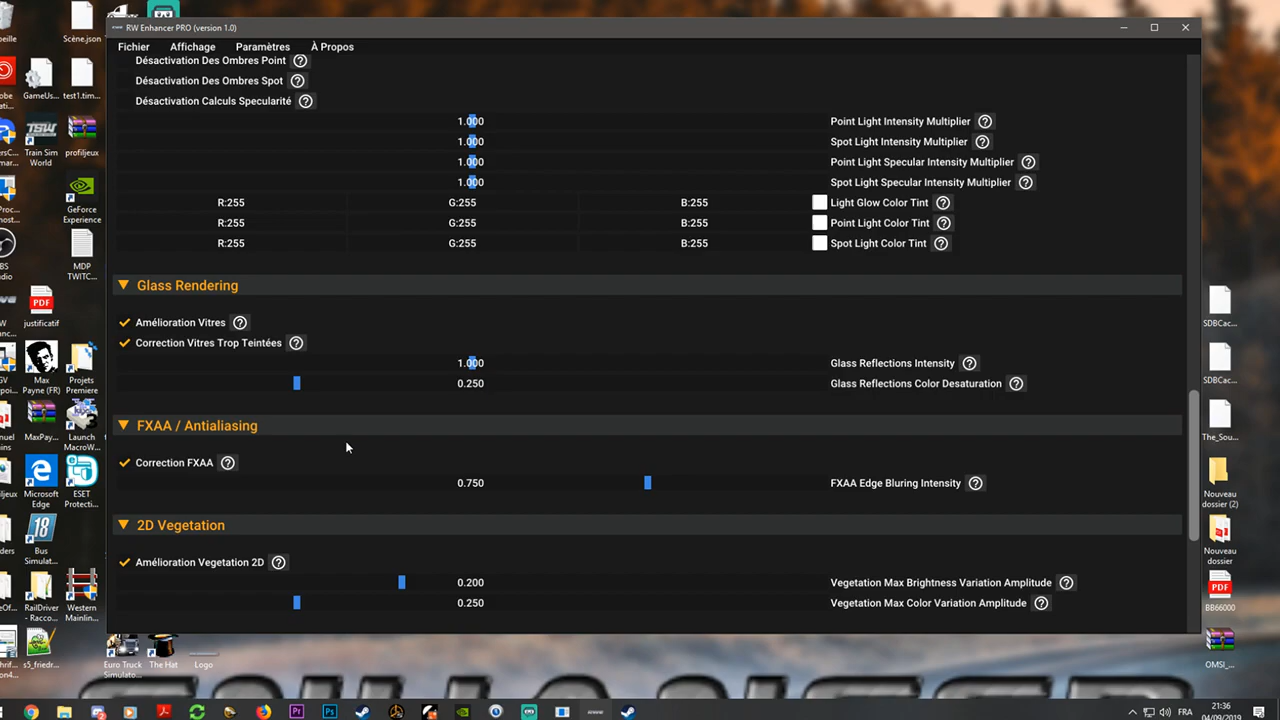 RW Enhancer PRO (version 1.0)
Fichier Affichage Paramètres À Propos
Désactivation Des Ombres Point
Désactivation Des Ombres Spot
Désactivation Calculs Specularité
1.000 Point Light Intensity Multiplier
1.000 Spot Light Intensity Multiplier
1.000 Point Light Specular Intensity Multiplier
1.000 Spot Light Specular Intensity Multiplier
R:255 G:255 B:255 Light Glow Color Tint
R:255 G:255 B:255 Point Light Color Tint
R:255 G:255 B:255 Spot Light Color Tint
Glass Rendering
Amélioration Vitres
Correction Vitres Trop Teintées
1.000 Glass Reflections Intensity
0.250 Glass Reflections Color Desaturation
FXAA / Antialiasing
Correction FXAA
0.750 FXAA Edge Bluring Intensity
2D Vegetation
Amélioration Vegetation 2D
0.200 Vegetation Max Brightness Variation Amplitude
0.250 Vegetation Max Color Variation Amplitude
Scène.json
GameUs...
test1.tim...
Train Sim
World
profiljeux
GeForce
Experience
MDP
TWITC...
PDF
justificatif
Max
Payne (FR)
Projets
Premiere
MaxPay...
Launch
MacroW...
Microsoft
Edge
ESET
Protecti...
18
Bus
Simulat...
RailDriver
- Racco...
Western
Mainlin...
s5_friedr...
Euro Truck
Simulator...
The Hat
Logo
SDBCac...
SDBCac...
The_Sou...
Nouveau
dossier (2)
Nouveau
dossier
PDF
BB66000
OMSI_...
FRA
21:36
04/09/2019